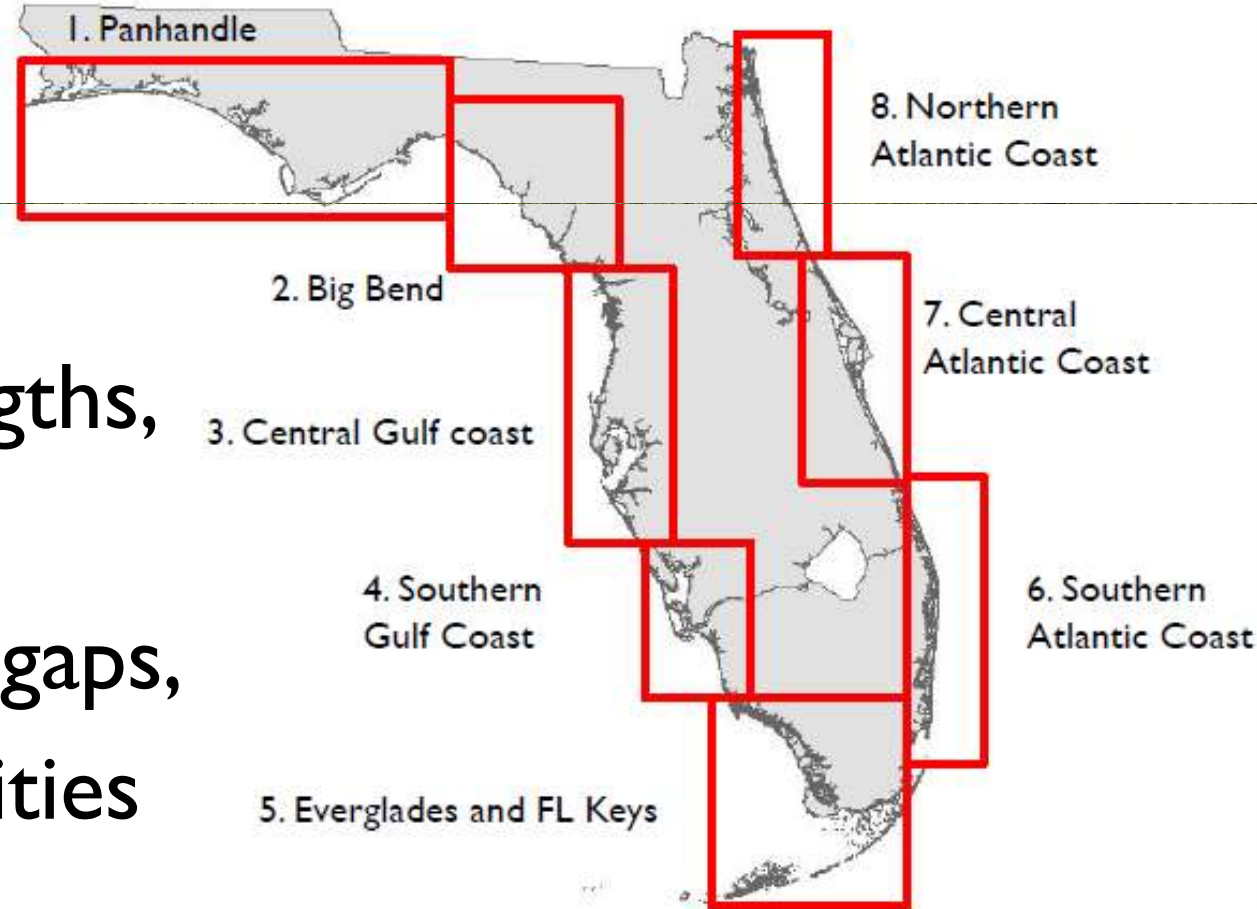 1. Panhandle
8. Northern
Atlantic Coast
2. Big Bend
7. Central
Atlantic Coast
gths,
3. Central Gulf coast
4. Southern
Gulf Coast
6. Southern
Atlantic Coast
gaps,
ities
5. Everglades and FL Keys